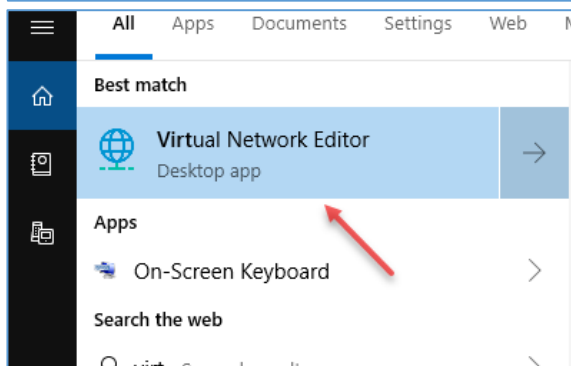 All Apps Documents Settings Web
Best match
Virtual Network Editor
Desktop app
Apps
On-Screen Keyboard
Search the web